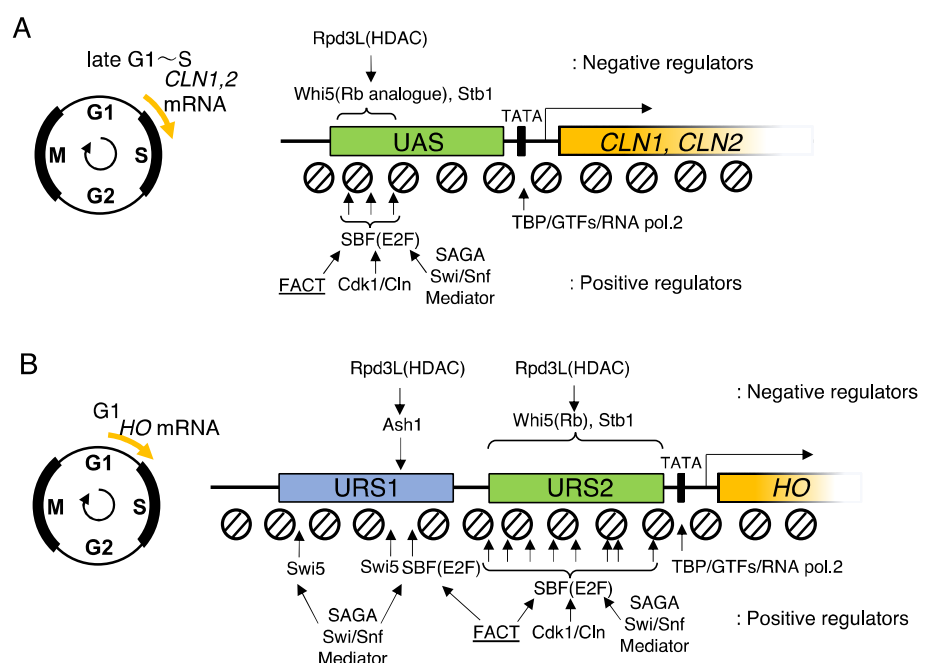 A
late G1~S
CLN1,2
mRNA
G1
M
S
G2
Rpd3L(HDAC)
: Negative regulators
Whi5(Rb analogue), Stb1
TATA
UAS
CLN1, CLN2
TBP/GTFs/RNA pol.2
SBF(E2F)
SAGA
FACT
Cdk1/Cln
Swi/Snf
Mediator
: Positive regulators
B
G1
HO mRNA
G1
M
S
G2
Rpd3L(HDAC)
Rpd3L(HDAC)
: Negative regulators
Ash1
Whi5(Rb), Stb1
TATA
URS1
URS2
HO
Swi5
Swi5
SBF(E2F)
TBP/GTFs/RNA pol.2
SBF(E2F)
SAGA
Swi/Snf
Mediator
FACT
Cdk1/Cln
SAGA
Swi/Snf
Mediator
: Positive regulators